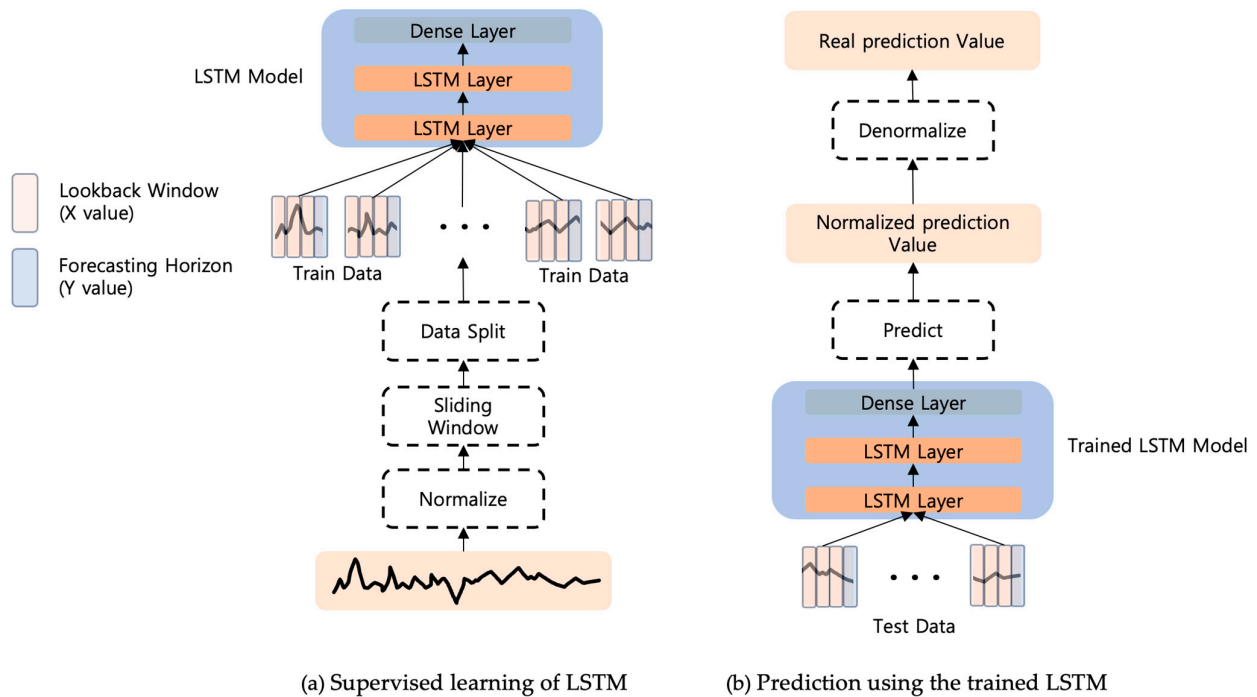 Dense Layer
LSTM Model
LSTM Layer
LSTM Layer
Lookback Window
(X value)
Forecasting Horizon
(Y value)
Train Data
Train Data
Data Split
Sliding
Window
Normalize
(a) Supervised learning of LSTM
Real prediction Value
Denormalize
Normalized prediction
Value
Predict
Dense Layer
LSTM Layer
Trained LSTM Model
LSTM Layer
Test Data
(b) Prediction using the trained LSTM